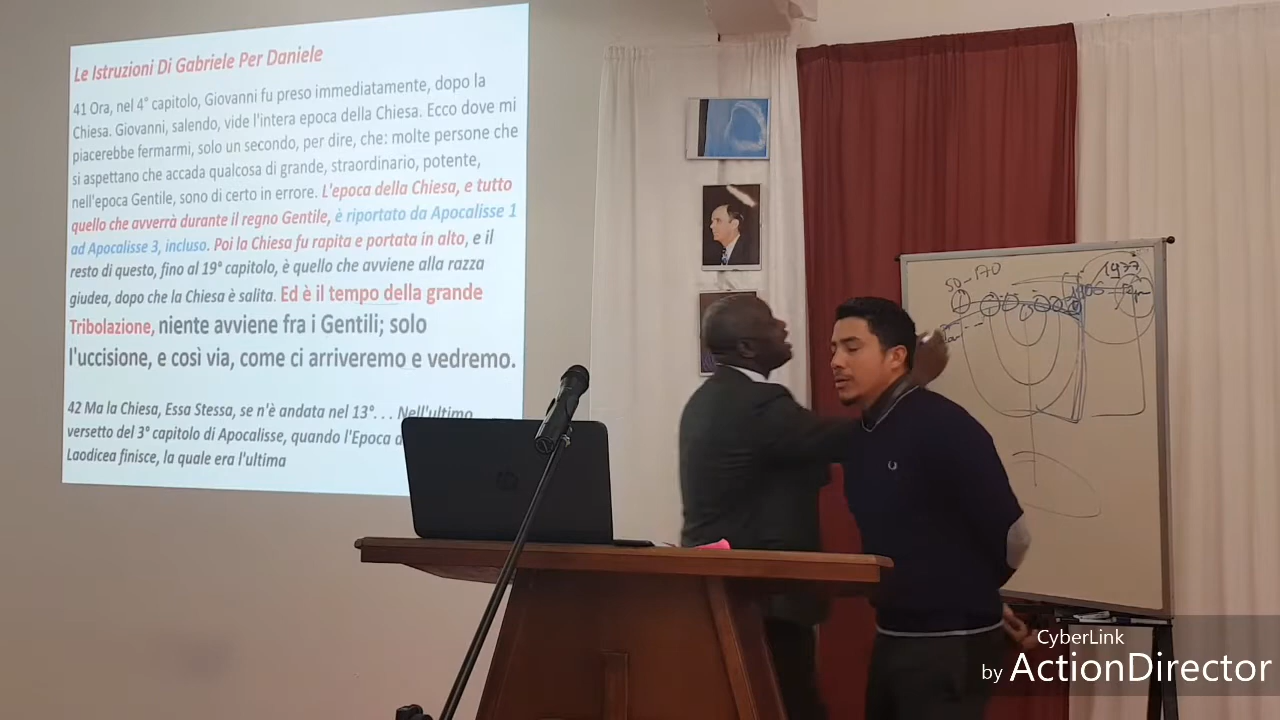 Le Istruzioni Di Gabriele Per Daniele
41 Ora, nel 4° capitolo, Giovanni fu preso immediatamente, dopo la
Chiesa. Giovanni, salendo, vide l'intera epoca della Chiesa. Ecco dove mi
piacerebbe fermarmi, solo un secondo, per dire, che: molte persone che
si aspettano che accada qualcosa di grande, straordinario, potente,
nell'epoca Gentile, sono di certo in errore. L'epoca della Chiesa, e tutto
quello che avverrà durante il regno Gentile, è riportato da Apocalisse 1
ad Apocalisse 3, incluso. Poi la Chiesa fu rapita e portata in alto, e il
resto di questo, fino al 19° capitolo, è quello che avviene alla razza
giudea, dopo che la Chiesa è salita. Ed è il tempo della grande
Tribolazione, niente avviene fra i Gentili; solo
l'uccisione, e così via, come ci arriveremo e vedremo.
42 Ma la Chiesa, Essa Stessa, se n'è andata nel 13°. . . Nell'ultimo
versetto del 3° capitolo di Apocalisse, quando l'Epoca
Laodicea finisce, la quale era l'ultima
50-170
1977
1906
CyberLink
by ActionDirector